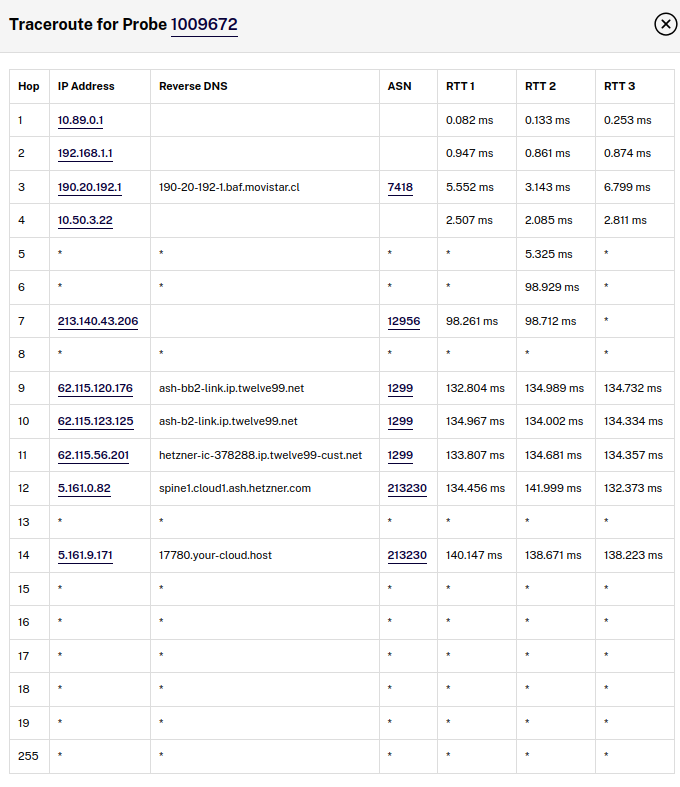 Traceroute for Probe 1009672
Hop IP Address Reverse DNS ASN RTT 1 RTT 2 RTT 3
1 10.89.0.1 0.082 ms 0.133 ms 0.253 ms
2 192.168.1.1 0.947 ms 0.861 ms 0.874 ms
3 190.20.192.1 190-20-192-1.baf.movistar.cl 7418 5.552 ms 3.143 ms 6.799 ms
4 10.50.3.22 2.507 ms 2.085 ms 2.811 ms
5 * * * * 5.325 ms *
6 * * * * 98.929 ms *
7 213.140.43.206 12956 98.261 ms 98.712 ms *
8 * * * * * *
9 62.115.120.176 ash-bb2-link.ip.twelve99.net 1299 132.804 ms 134.989 ms 134.732 ms
10 62.115.123.125 ash-b2-link.ip.twelve99.net 1299 134.967 ms 134.002 ms 134.334 ms
11 62.115.56.201 hetzner-ic-378288.ip.twelve99-cust.net 1299 133.807 ms 134.681 ms 134.357 ms
12 5.161.0.82 spine1.cloud1.ash.hetzner.com 213230 134.456 ms 141.999 ms 132.373 ms
13 * * * * * *
14 5.161.9.171 17780.your-cloud.host 213230 140.147 ms 138.671 ms 138.223 ms
15 * * * * * *
16 * * * * * *
17 * * * * * *
18 * * * * * *
19 * * * * * *
255 * * * * * *